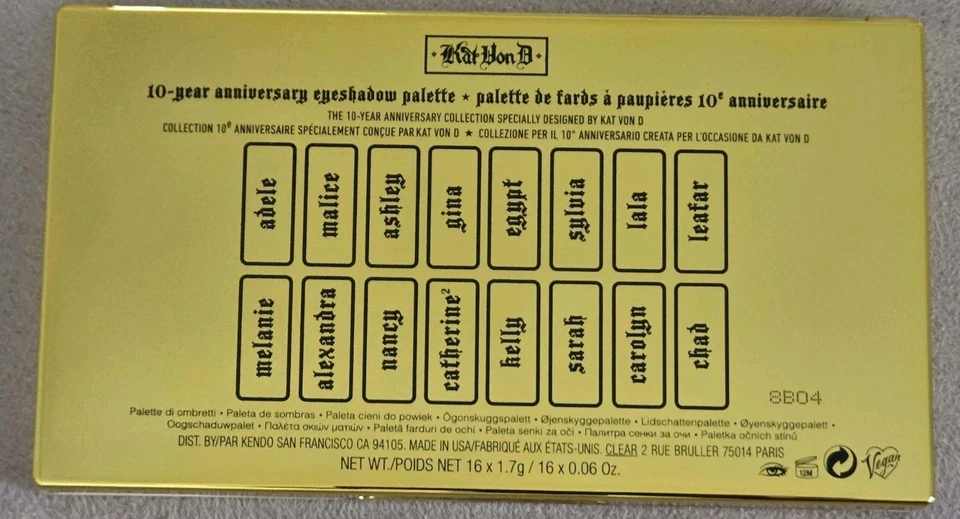 Kat Von D
10-year anniversary eyeshadow palette ★ palette de fards à paupières 10e anniversaire
THE 10-YEAR ANNIVERSARY COLLECTION SPECIALLY DESIGNED BY KAT VON D
COLLECTION 10e ANNIVERSAIRE SPÉCIALEMENT CONÇUE PAR KAT VON D ★ COLLEZIONE PER IL 10° ANNIVERSARIO CREATA PER L'OCCASIONE DA KAT VON D
adele malice ashley gina egypt sylvia lala leafar
melanie alexandra nancy catherine² kelly sarah carolyn chad
8B04
Palette di ombretti • Paleta de sombras • Paleta cieni do powiek • Ögonskuggspalett • Øjenskyggepalette • Lidschattenpalette • Øyenskyggepalett •
Oogschaduwpalet • Παλέτα σκιών ματιών • Paletă farduri de ochi • Paleta senki za oči • Палитра сенки за очи • Paletka očních stínů
DIST. BY/PAR KENDO SAN FRANCISCO CA 94105. MADE IN USA/FABRIQUÉ AUX ÉTATS-UNIS. CLEAR 2 RUE BRULLER 75014 PARIS
NET WT./POIDS NET 16 x 1.7g / 16 x 0.06 Oz.
12M
Vegan